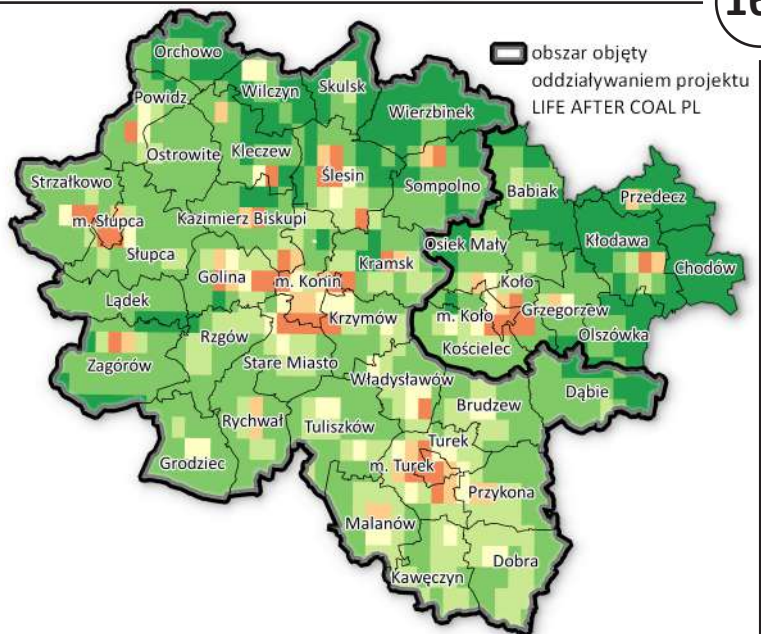 16
obszar objęty
oddziaływaniem projektu
LIFE AFTER COAL PL
Orchowo
Wilczyn
Skulsk
Wierzbinek
Powidz
Ostrowite
Kleczew
Ślesin
Sompolno
Babiak
Przedecz
Strzałkowo
m. Słupca
Słupca
Kazimierz Biskupi
Osiek Mały
Kłodawa
Chodów
Golina
m. Konin
Kramsk
Koło
Lądek
Rzgów
Krzymów
m. Koło
Grzegorzew
Olszówka
Zagórów
Stare Miasto
Kościelec
Władysławów
Dąbie
Rychwał
Tuliszków
Brudzew
Grodziec
Turek
m. Turek
Przykona
Malanów
Kawęczyn
Dobra